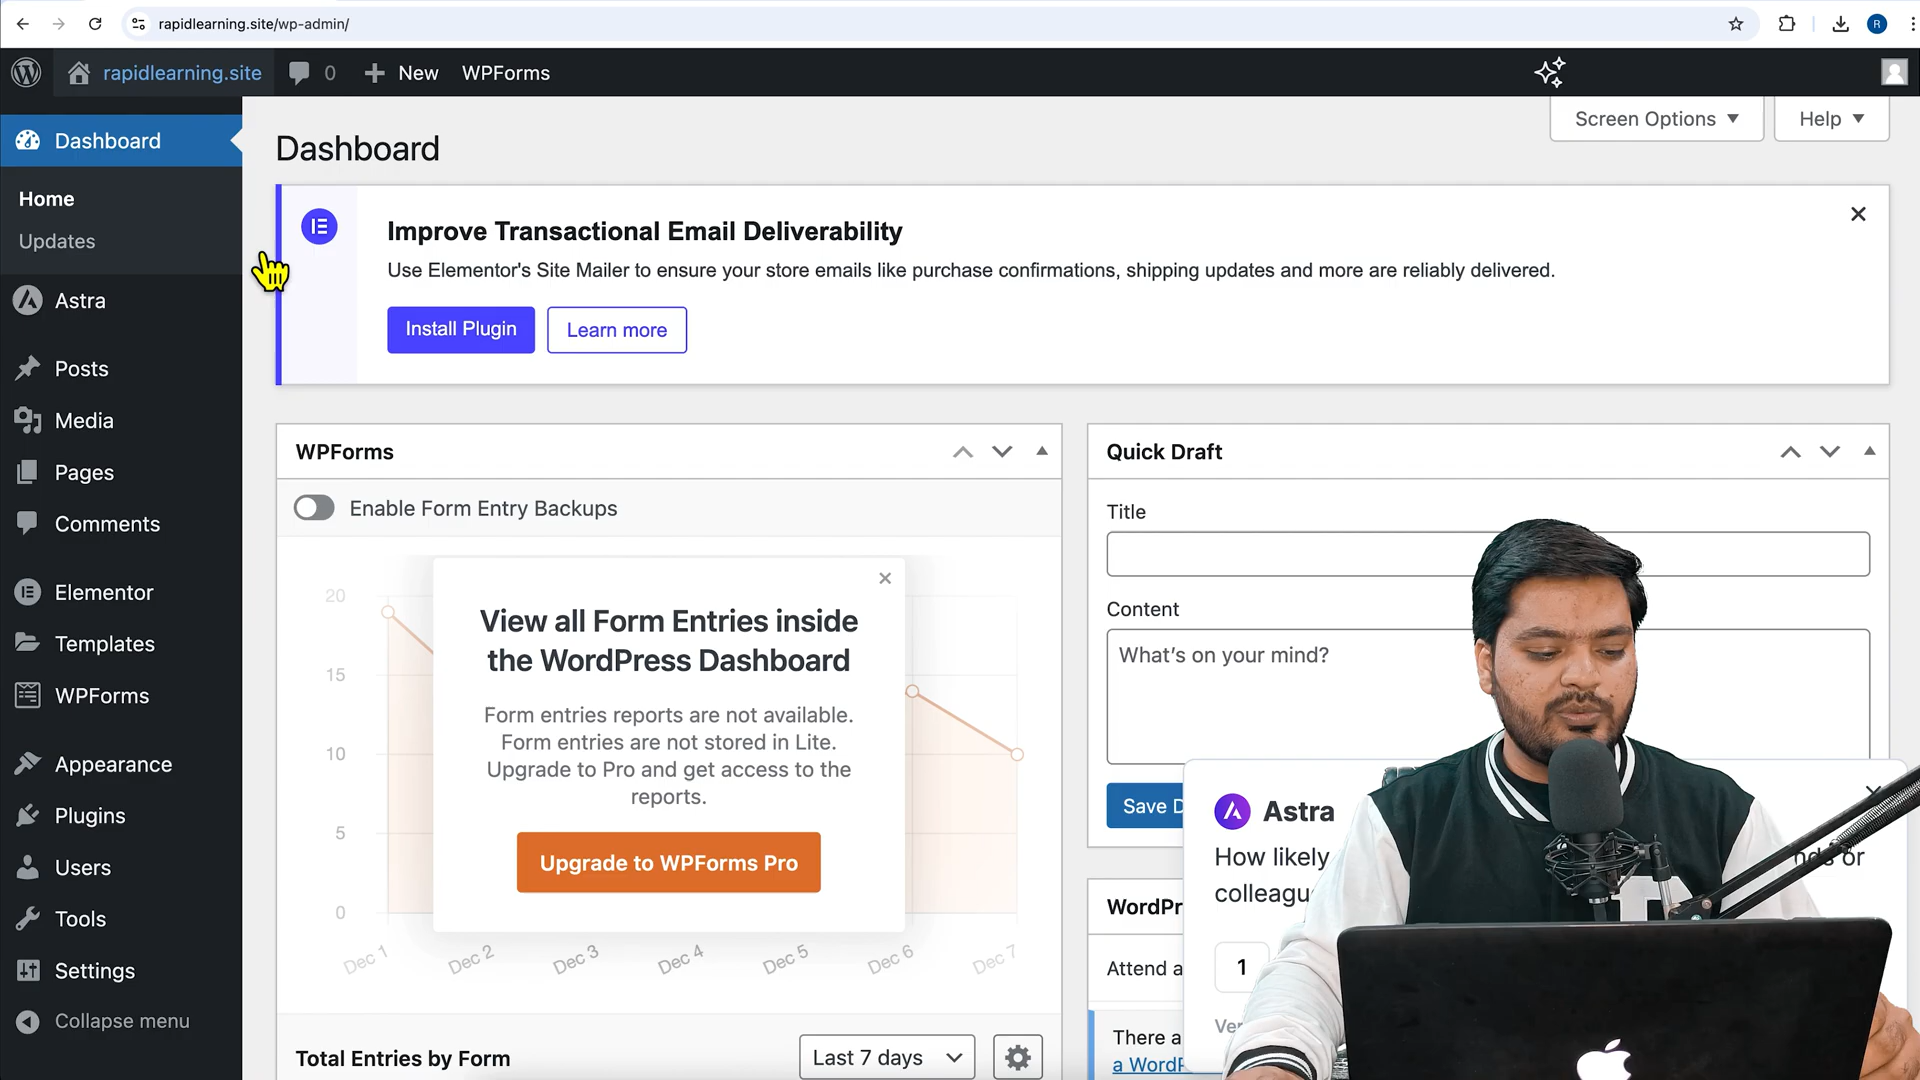 rapidlearning.site/wp-admin/
R
rapidlearning.site
0
New
WPForms
Screen Options
Help
Dashboard
Home
Updates
Astra
Posts
Media
Pages
Comments
Elementor
Templates
WPForms
Appearance
Plugins
Users
Tools
Settings
Collapse menu
Dashboard
Improve Transactional Email Deliverability
Use Elementor's Site Mailer to ensure your store emails like purchase confirmations, shipping updates and more are reliably delivered.
Install Plugin
Learn more
WPForms
Enable Form Entry Backups
20
15
10
5
0
View all Form Entries inside
the WordPress Dashboard
Form entries reports are not available.
Form entries are not stored in Lite.
Upgrade to Pro and get access to the
reports.
Upgrade to WPForms Pro
Dec 1
Dec 2
Dec 3
Dec 4
Dec 5
Dec 6
Dec 7
Total Entries by Form
Last 7 days
Quick Draft
Title
Content
What's on your mind?
Save D
Astra
How likely
or
colleagu
1
Ver
WordPr
Attend a
There a
a WordP